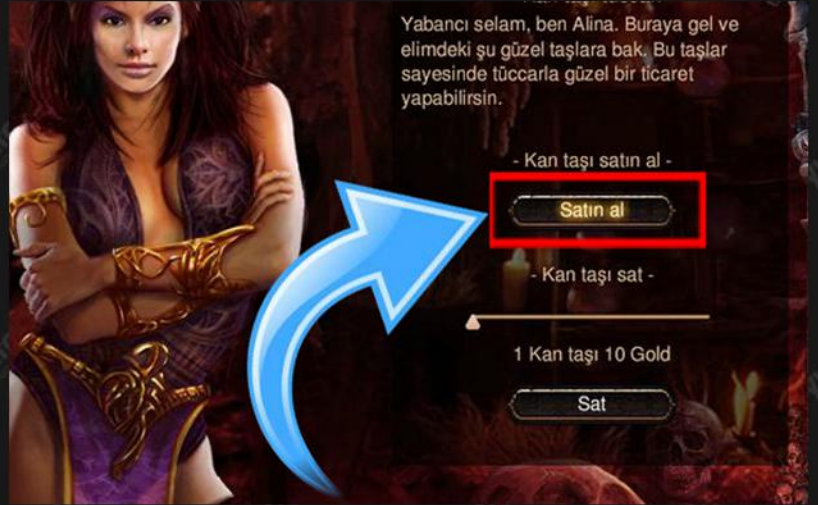 Yabancı selam, ben Alina. Buraya gel ve
elimdeki şu güzel taşlara bak. Bu taşlar
sayesinde tüccarla güzel bir ticaret
yapabilirsin.
- Kan taşı satın al -
Satın al
- Kan taşı sat -
1 Kan taşı 10 Gold
Sat